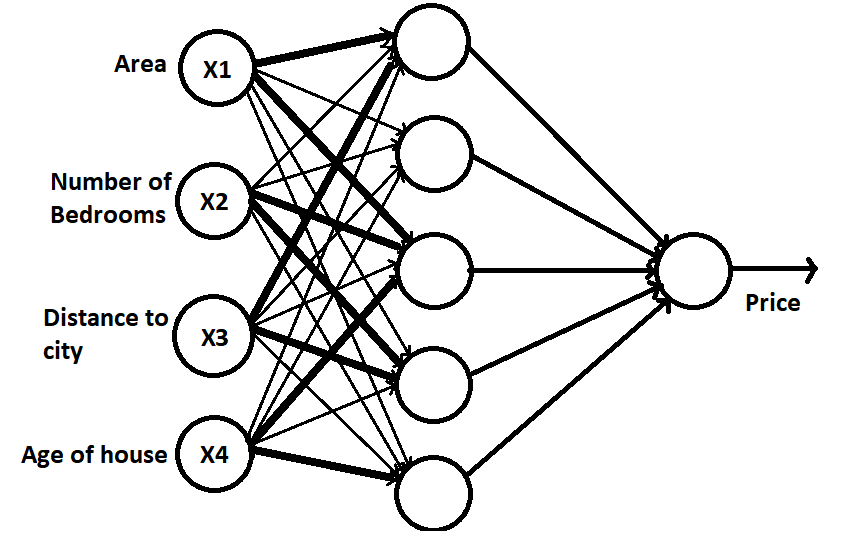 Area
X1
Number of
Bedrooms
X2
Distance to
city
X3
Age of house
X4
Price